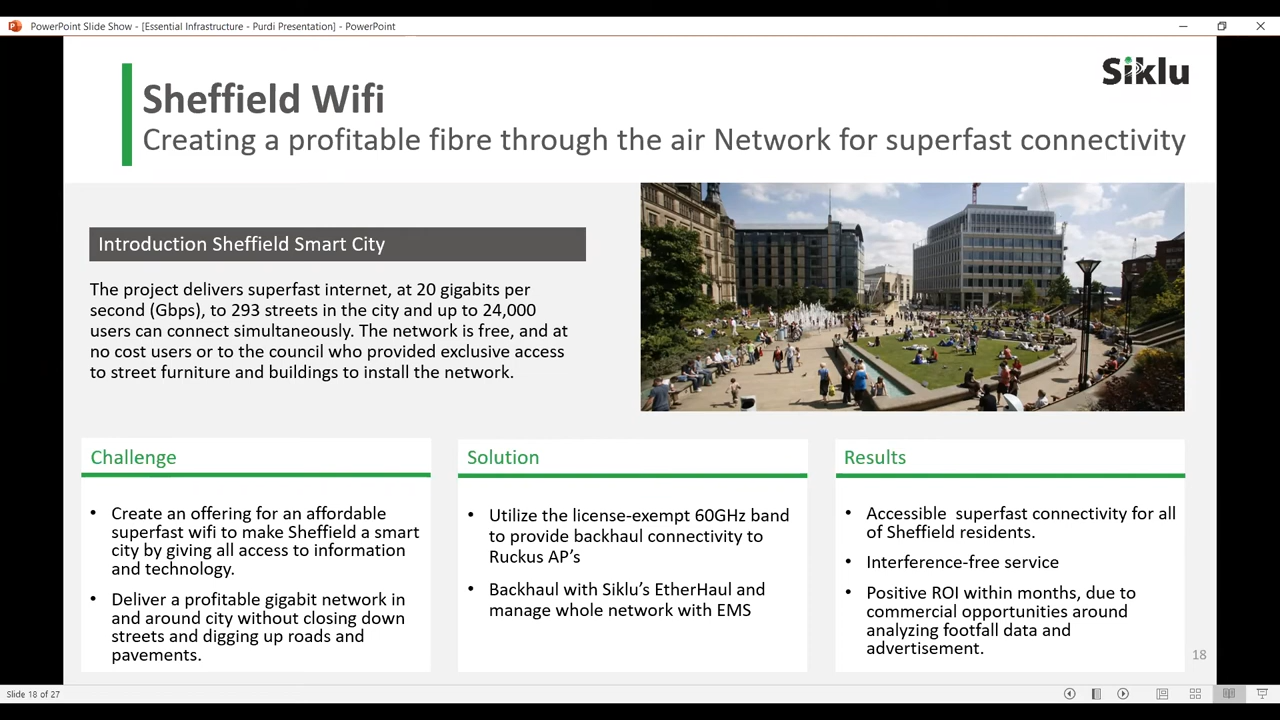 PowerPoint Slide Show - [Essential Infrastructure - Purdi Presentation] - PowerPoint
Siklu
Sheffield Wifi
Creating a profitable fibre through the air Network for superfast connectivity
Introduction Sheffield Smart City
The project delivers superfast internet, at 20 gigabits per
second (Gbps), to 293 streets in the city and up to 24,000
users can connect simultaneously. The network is free, and at
no cost users or to the council who provided exclusive access
to street furniture and buildings to install the network.
Challenge
• Create an offering for an affordable
superfast wifi to make Sheffield a smart
city by giving all access to information
and technology.
• Deliver a profitable gigabit network in
and around city without closing down
streets and digging up roads and
pavements.
Solution
• Utilize the license-exempt 60GHz band
to provide backhaul connectivity to
Ruckus AP's
• Backhaul with Siklu's EtherHaul and
manage whole network with EMS
Results
• Accessible  superfast connectivity for all
of Sheffield residents.
• Interference-free service
• Positive ROI within months, due to
commercial opportunities around
analyzing footfall data and
advertisement.
18
Slide 18 of 27